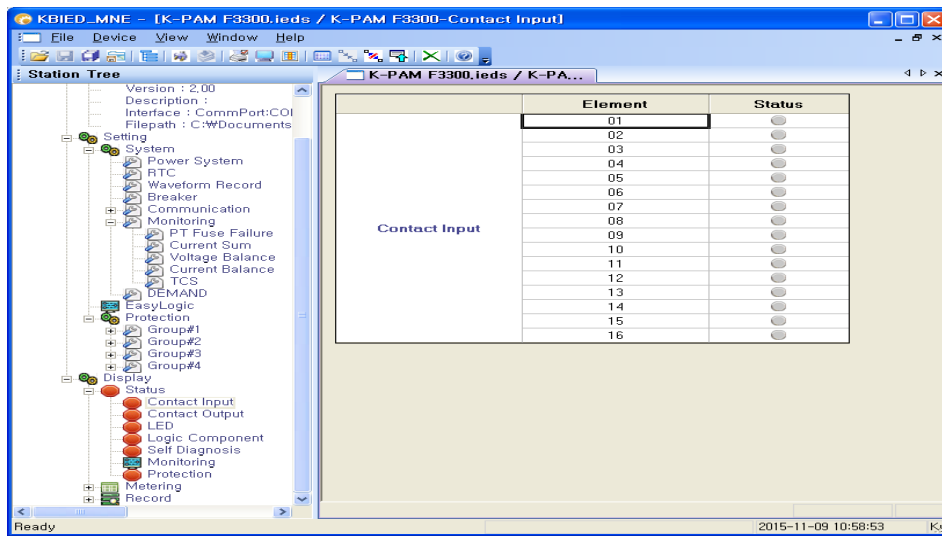 KBIED_MNE - [K-PAM F3300.ieds / K-PAM F3300-Contact Input]
File Device View Window Help
Station Tree
K-PAM F3300.ieds / K-PA...
Version : 2.00
Description :
Interface : CommPort:COI
Filepath : C:\Documents
Setting
System
Power System
RTC
Waveform Record
Breaker
Communication
Monitoring
PT Fuse Failure
Current Sum
Voltage Balance
Current Balance
TCS
DEMAND
EasyLogic
Protection
Group#1
Group#2
Group#3
Group#4
Display
Status
Contact Input
Contact Output
LED
Logic Component
Self Diagnosis
Monitoring
Protection
Metering
Record
Element Status
Contact Input
01
02
03
04
05
06
07
08
09
10
11
12
13
14
15
16
Ready
2015-11-09 10:58:53